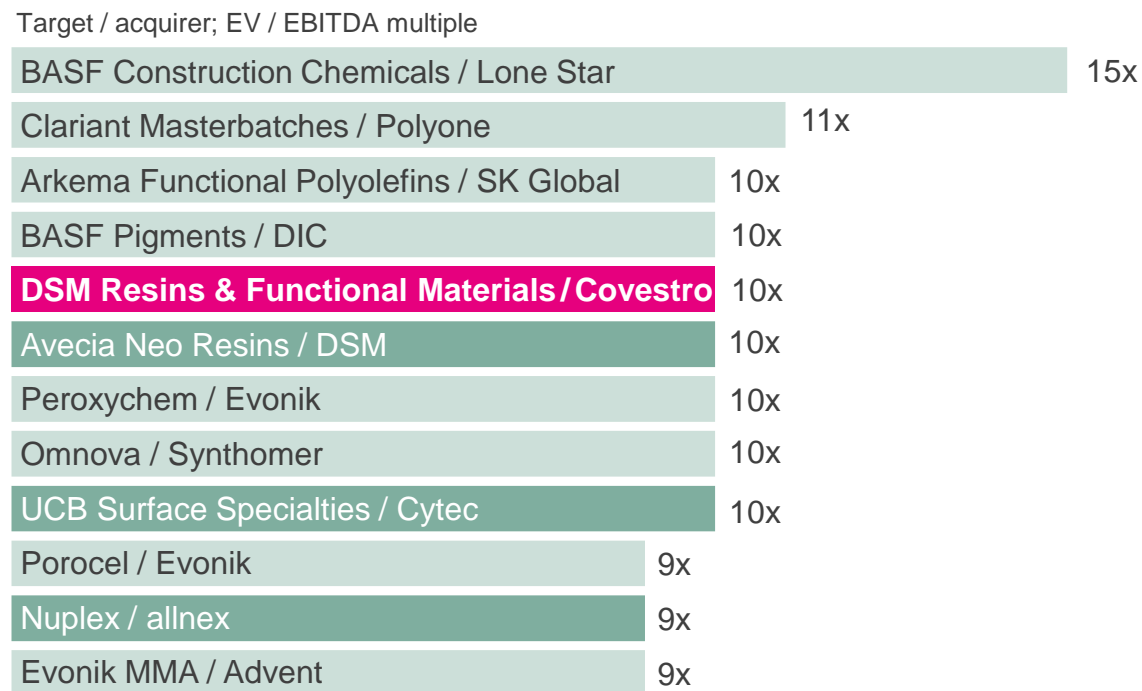 Target / acquirer; EV / EBITDA multiple
BASF Construction Chemicals / Lone Star 15x
Clariant Masterbatches / Polyone 11x
Arkema Functional Polyolefins / SK Global 10x
BASF Pigments / DIC 10x
DSM Resins & Functional Materials / Covestro 10x
Avecia Neo Resins / DSM 10x
Peroxychem / Evonik 10x
Omnova / Synthomer 10x
UCB Surface Specialties / Cytec 10x
Porocel / Evonik 9x
Nuplex / allnex 9x
Evonik MMA / Advent 9x